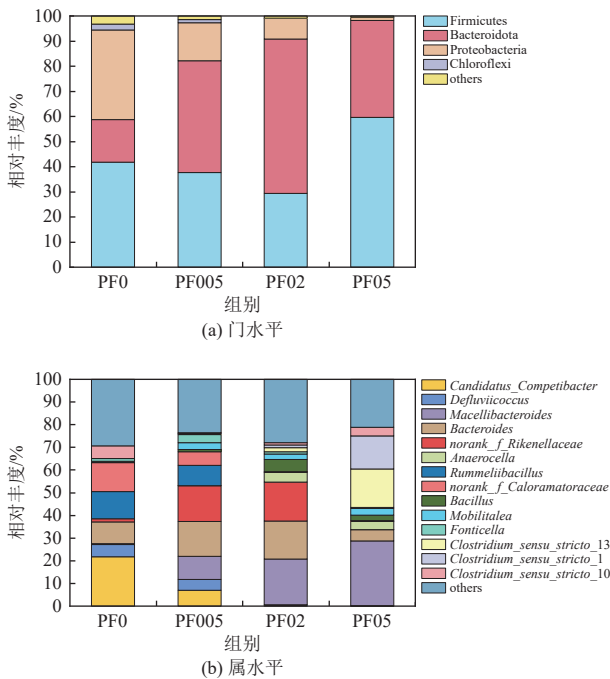 100
90
80
70
60
50
40
30
20
10
0
相对丰度/%
PF0 PF005 PF02 PF05
组别
Firmicutes
Bacteroidota
Proteobacteria
Chloroflexi
others
(a) 门水平
100
90
80
70
60
50
40
30
20
10
0
相对丰度/%
PF0 PF005 PF02 PF05
组别
Candidatus_Competibacter
Defluviicoccus
Macellibacteroides
Bacteroides
norank_f_Rikenellaceae
Anaerocella
Rummeliibacillus
norank_f_Caloramatoraceae
Bacillus
Mobilitalea
Fonticella
Clostridium_sensu_stricto_13
Clostridium_sensu_stricto_1
Clostridium_sensu_stricto_10
others
(b) 属水平